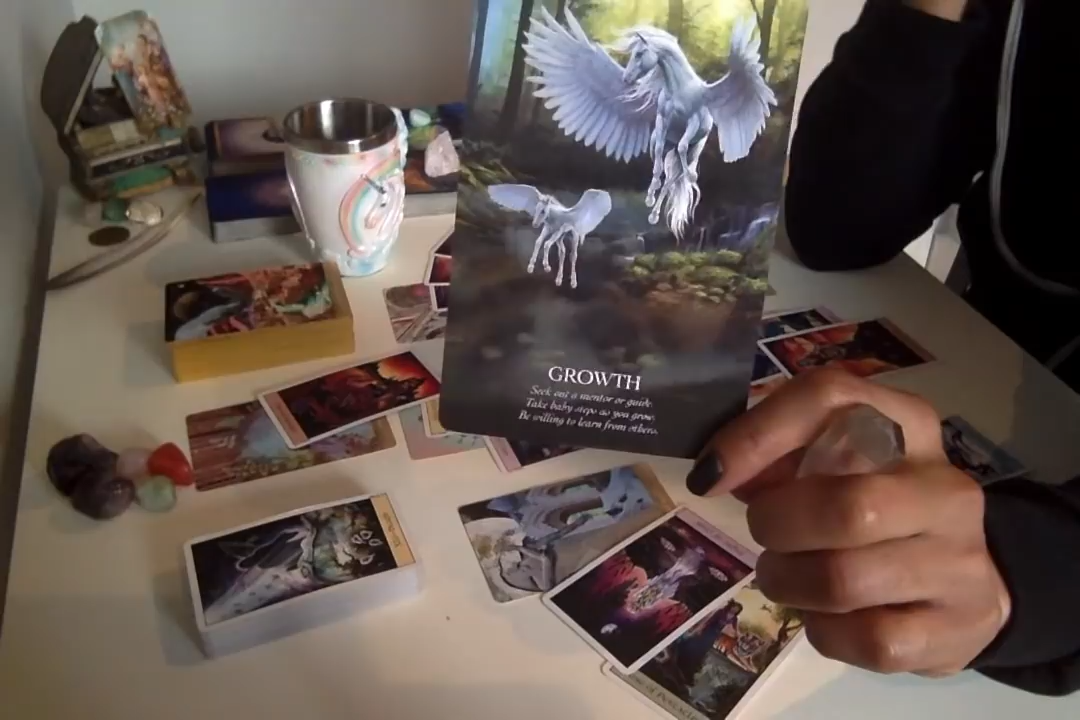 GROWTH
Seek out a mentor or guide.
Take baby steps as you grow.
Be willing to learn from others.